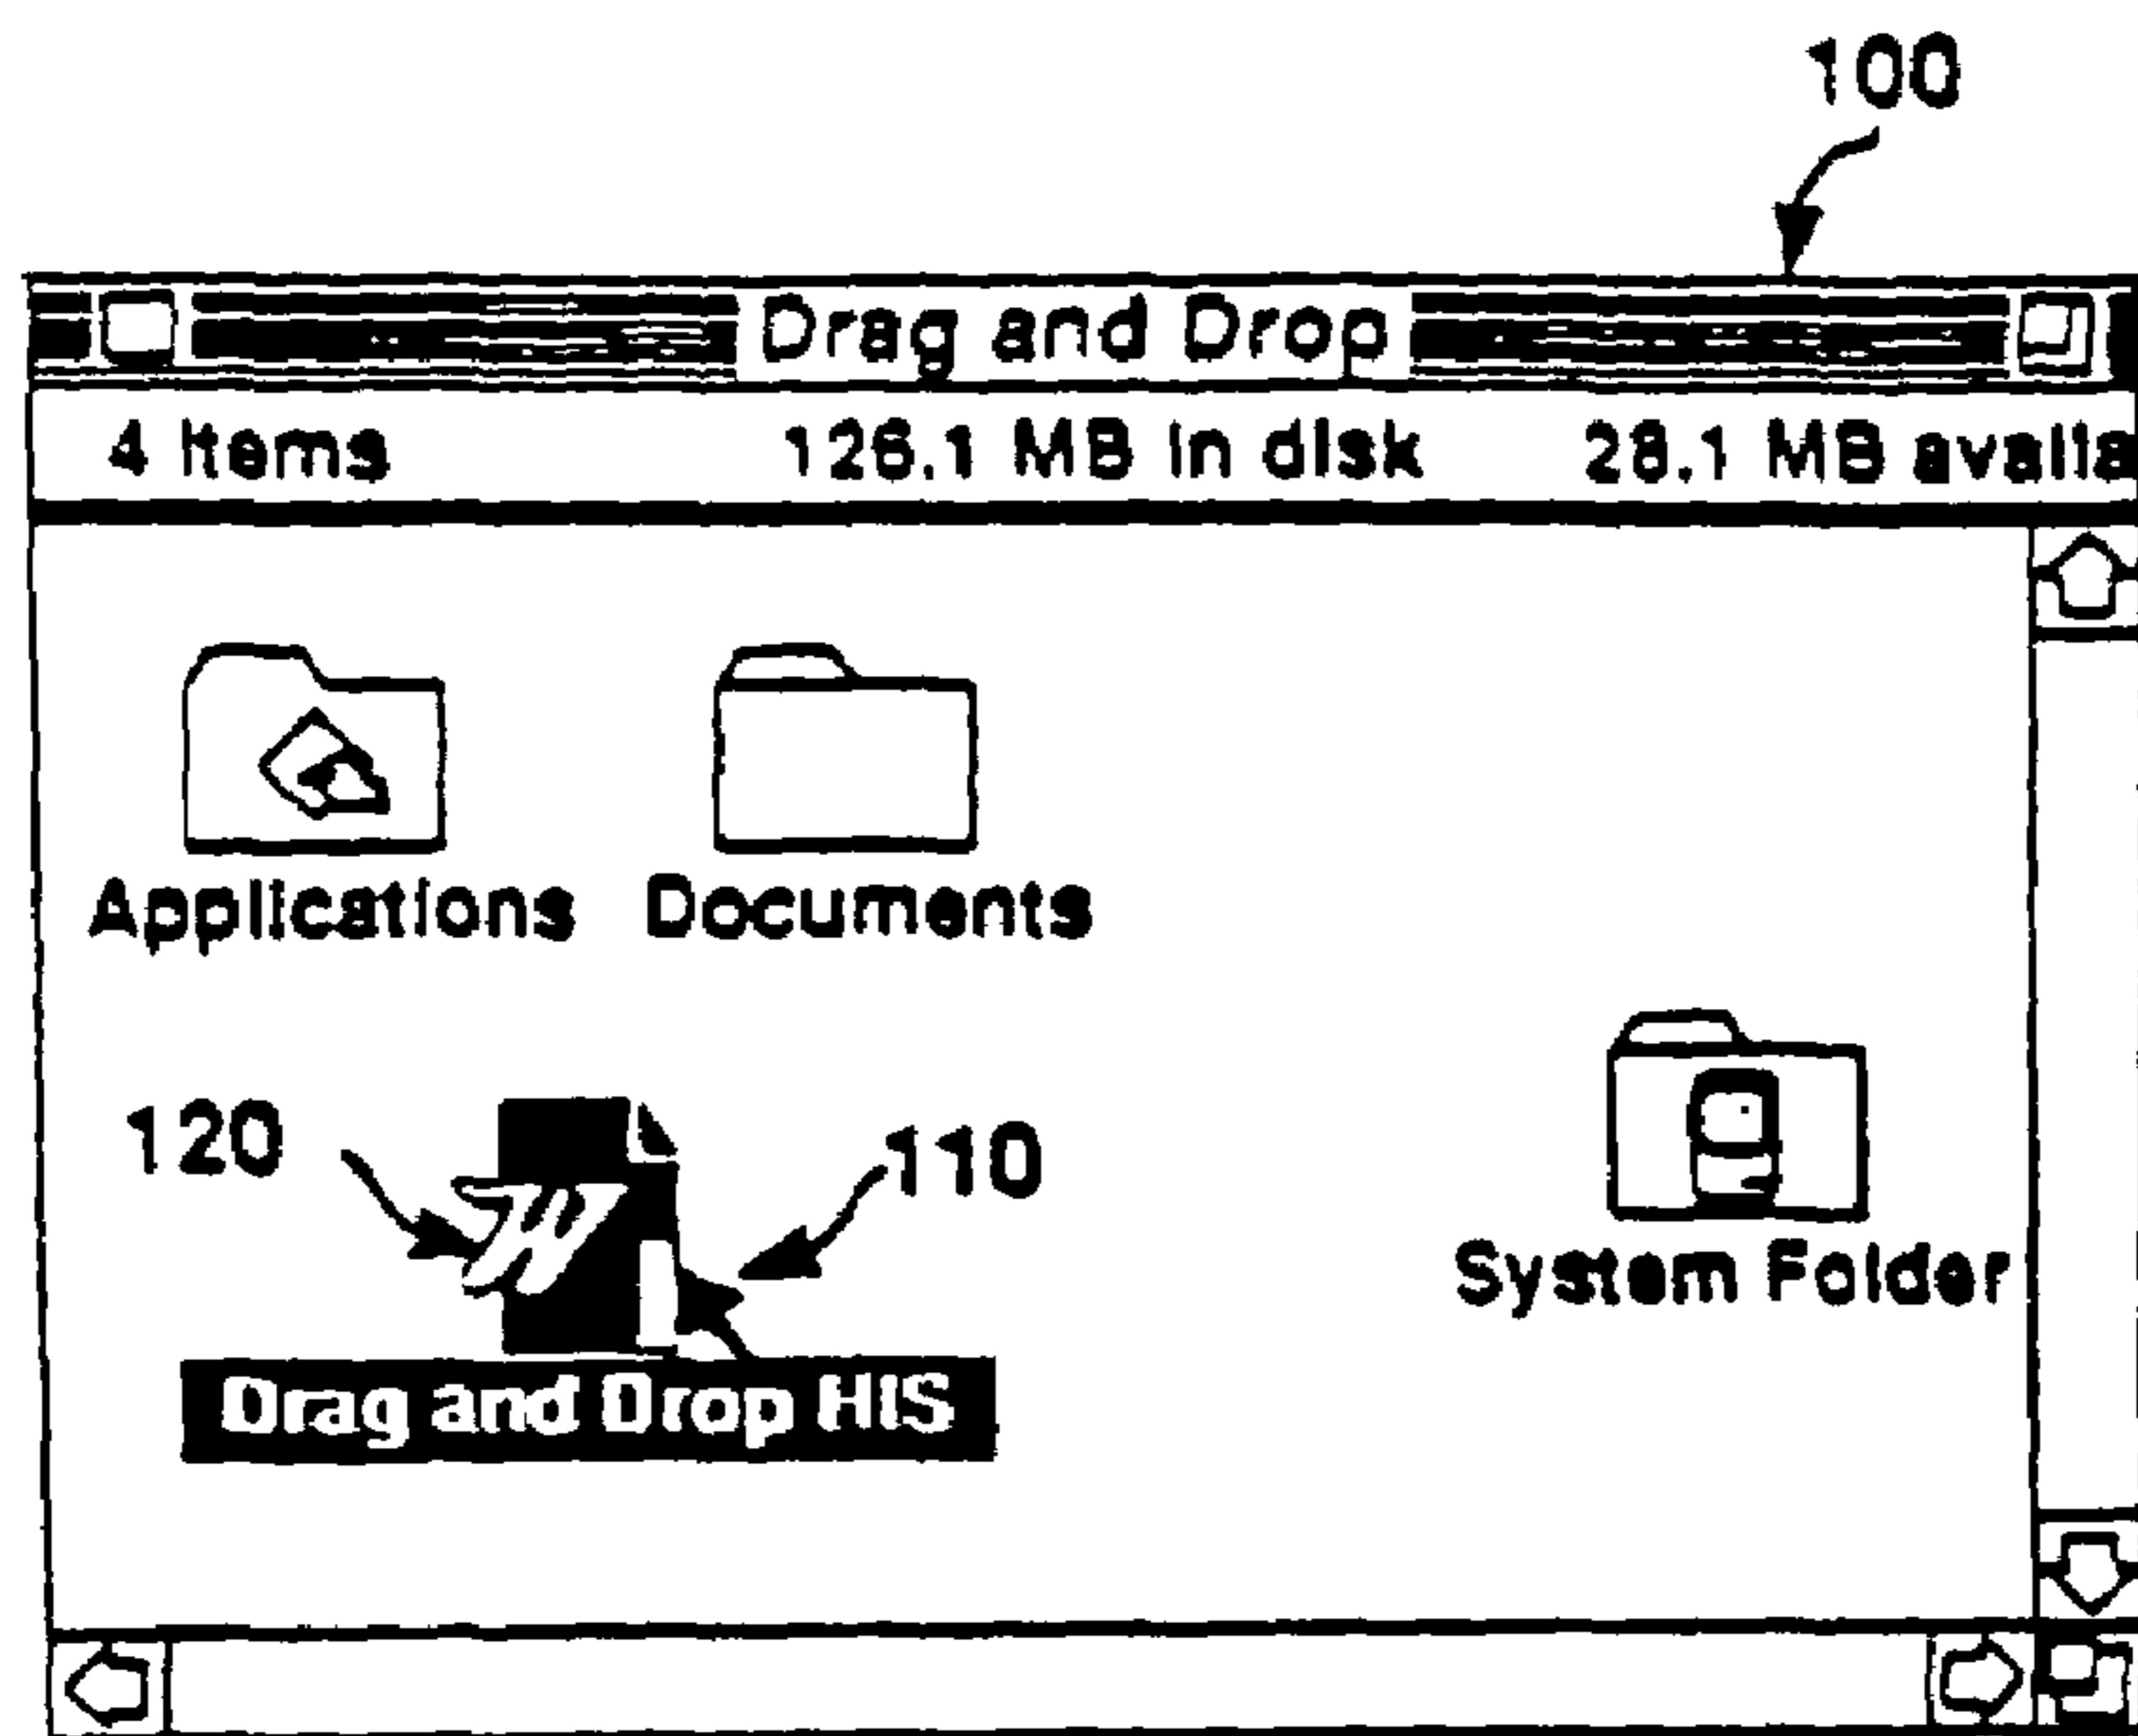 100
Drag and Drop
4 items 126.1 MB in disk 28.1 MB availa
Applications Documents
120 110
System Folder
Drag and Drop HIS